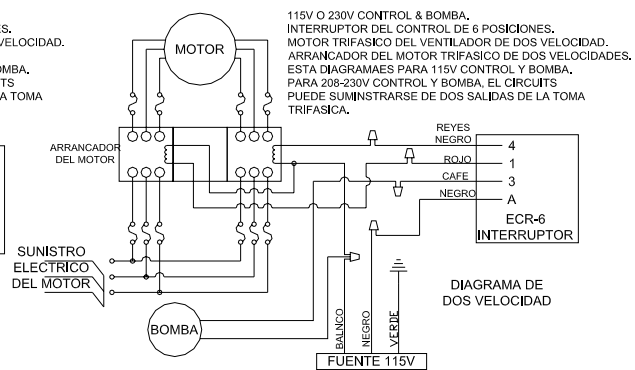 S.
VELOCIDAD.
OMBA.
TS
A TOMA
115V O 230V CONTROL & BOMBA.
INTERRUPTOR DEL CONTROL DE 6 POSICIONES.
MOTOR TRIFASICO DEL VENTILADOR DE DOS VELOCIDAD.
ARRANCADOR DEL MOTOR TRIFASICO DE DOS VELOCIDADES.
ESTA DIAGRAMAES PARA 115V CONTROL Y BOMBA.
PARA 208-230V CONTROL Y BOMBA, EL CIRCUITS
PUEDE SUMINSTRARSE DE DOS SALIDAS DE LA TOMA
TRIFASICA.
MOTOR
ARRANCADOR
DEL MOTOR
REYES
NEGRO
4
ROJO
1
CAFE
3
NEGRO
A
ECR-6
INTERRUPTOR
SUNISTRO
ELECTRICO
DEL MOTOR
BOMBA
BALNCO
NEGRO
VERDE
FUENTE 115V
DIAGRAMA DE
DOS VELOCIDAD